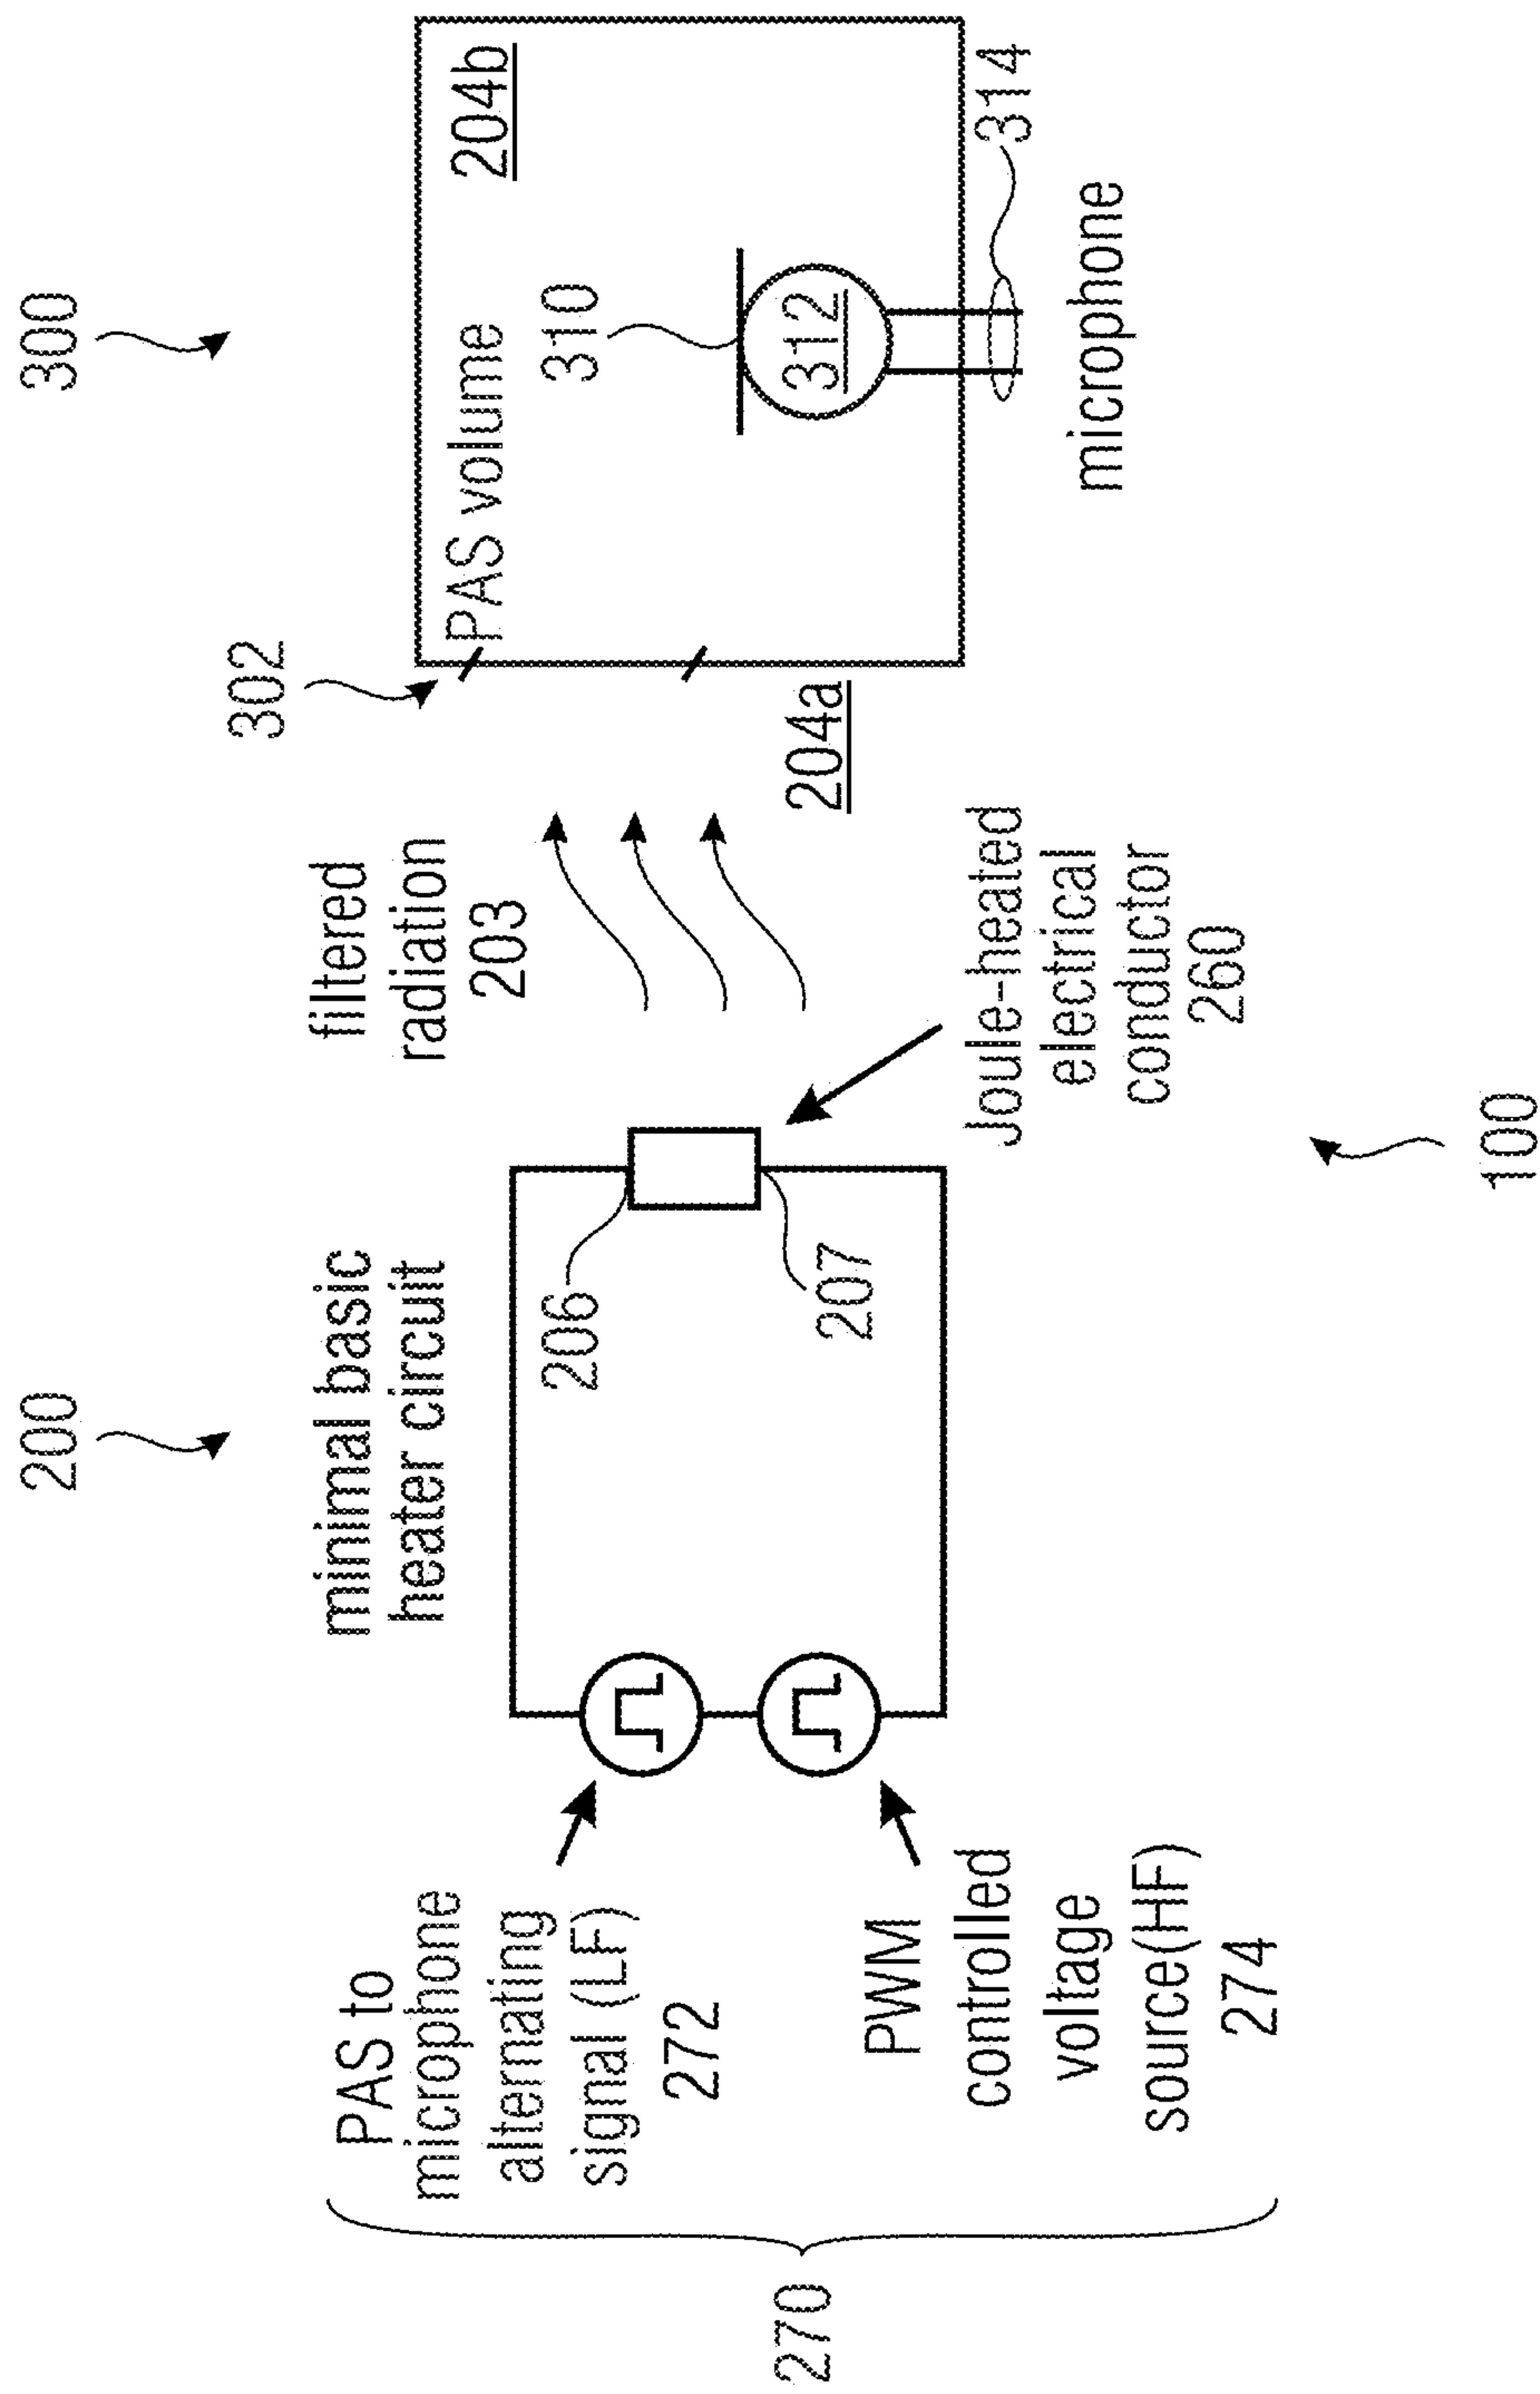 200
300
minimal basic
heater circuit
filtered
radiation
203
302
PAS volume
204b
PAS to
microphone
alternating
signal (LF)
272
206
207
310
312
204a
314
270
PWM
controlled
voltage
source(HF)
274
Joule-heated
electrical
conductor
260
microphone
100